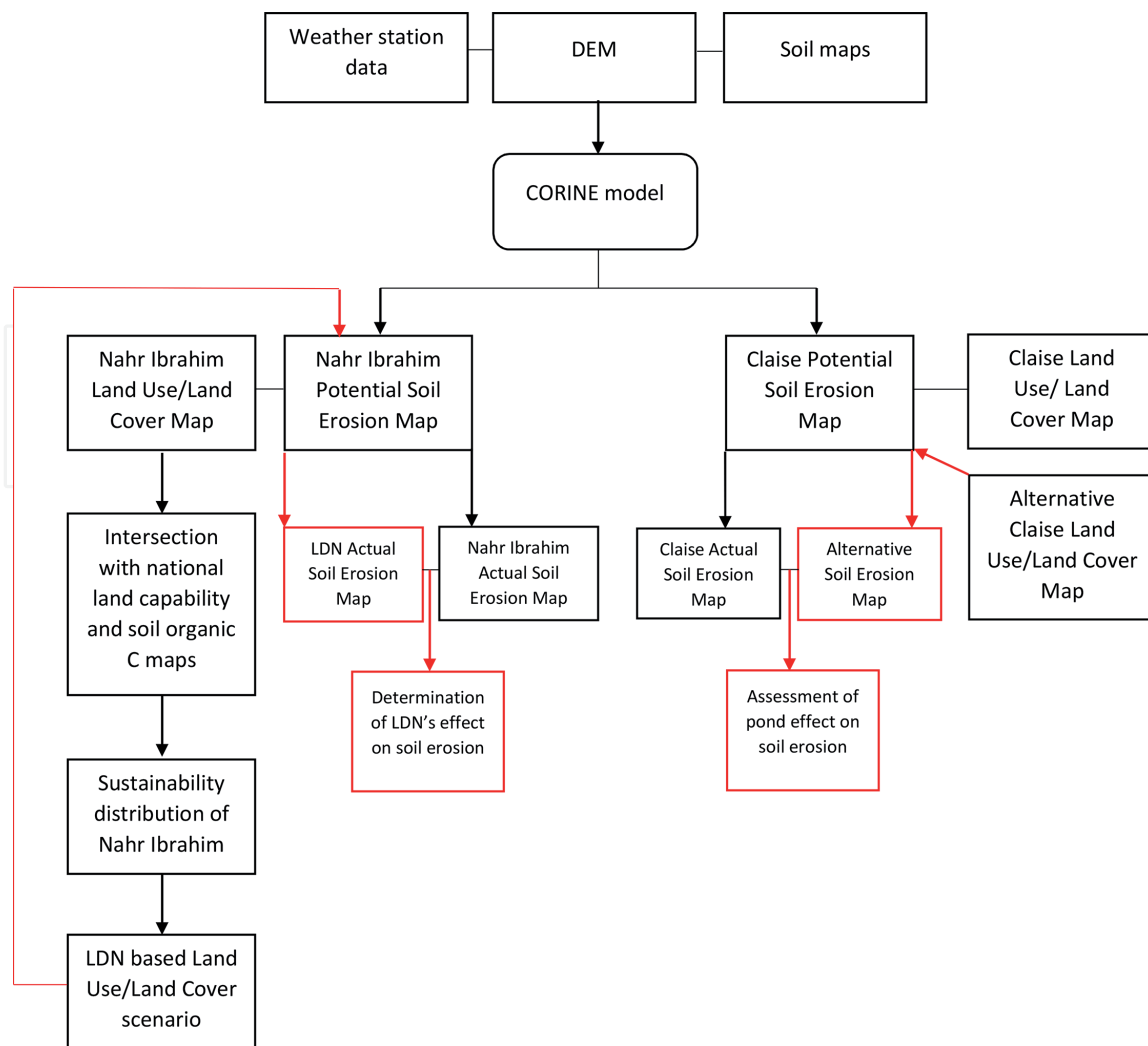 Weather station
data
DEM
Soil maps
CORINE model
Nahr Ibrahim
Land Use/Land
Cover Map
Nahr Ibrahim
Potential Soil
Erosion Map
Claise Potential
Soil Erosion
Map
Claise Land
Use/ Land
Cover Map
Intersection
with national
land capability
and soil organic
C maps
LDN Actual
Soil Erosion
Map
Nahr Ibrahim
Actual Soil
Erosion Map
Claise Actual
Soil Erosion
Map
Alternative
Soil Erosion
Map
Alternative
Claise Land
Use/Land Cover
Map
Determination
of LDN’s effect
on soil erosion
Assessment of
pond effect on
soil erosion
Sustainability
distribution of
Nahr Ibrahim
LDN based Land
Use/Land Cover
scenario